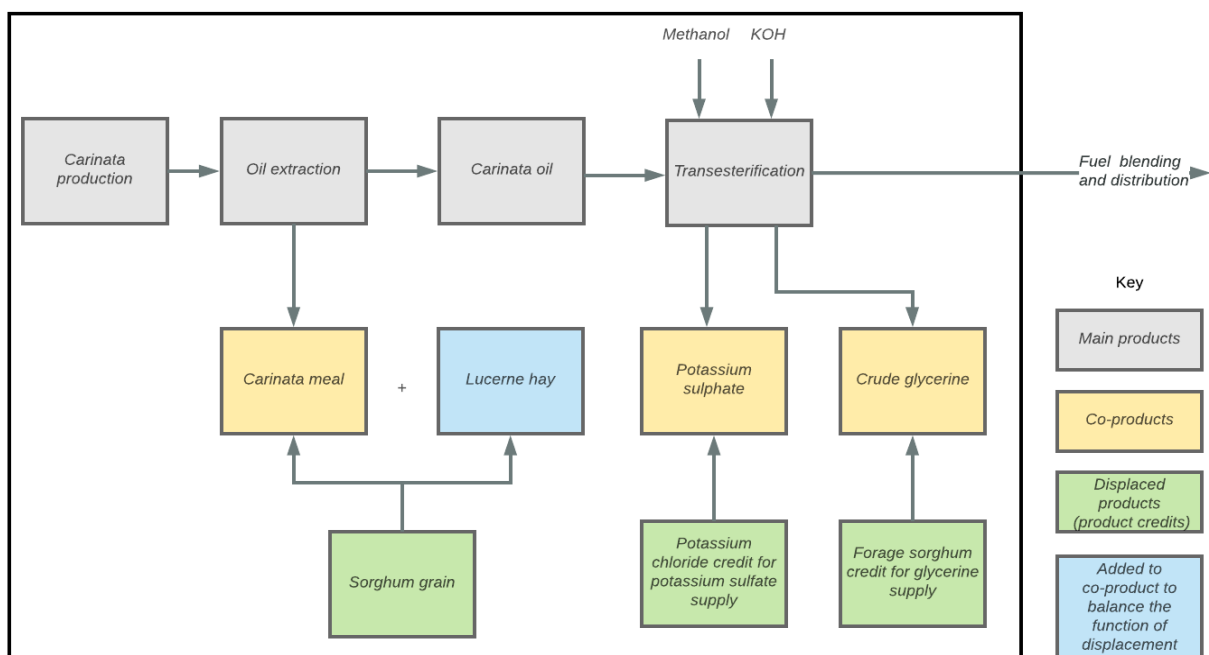 Methanol
KOH
Carinata
production
Oil extraction
Carinata oil
Transesterification
Fuel blending
and distribution
Key
Main products
Carinata meal
+
Lucerne hay
Potassium
sulphate
Crude glycerine
Co-products
Displaced
products
(product credits)
Sorghum grain
Potassium
chloride credit for
potassium sulfate
supply
Forage sorghum
credit for glycerine
supply
Added to
co-product to
balance the
function of
displacement